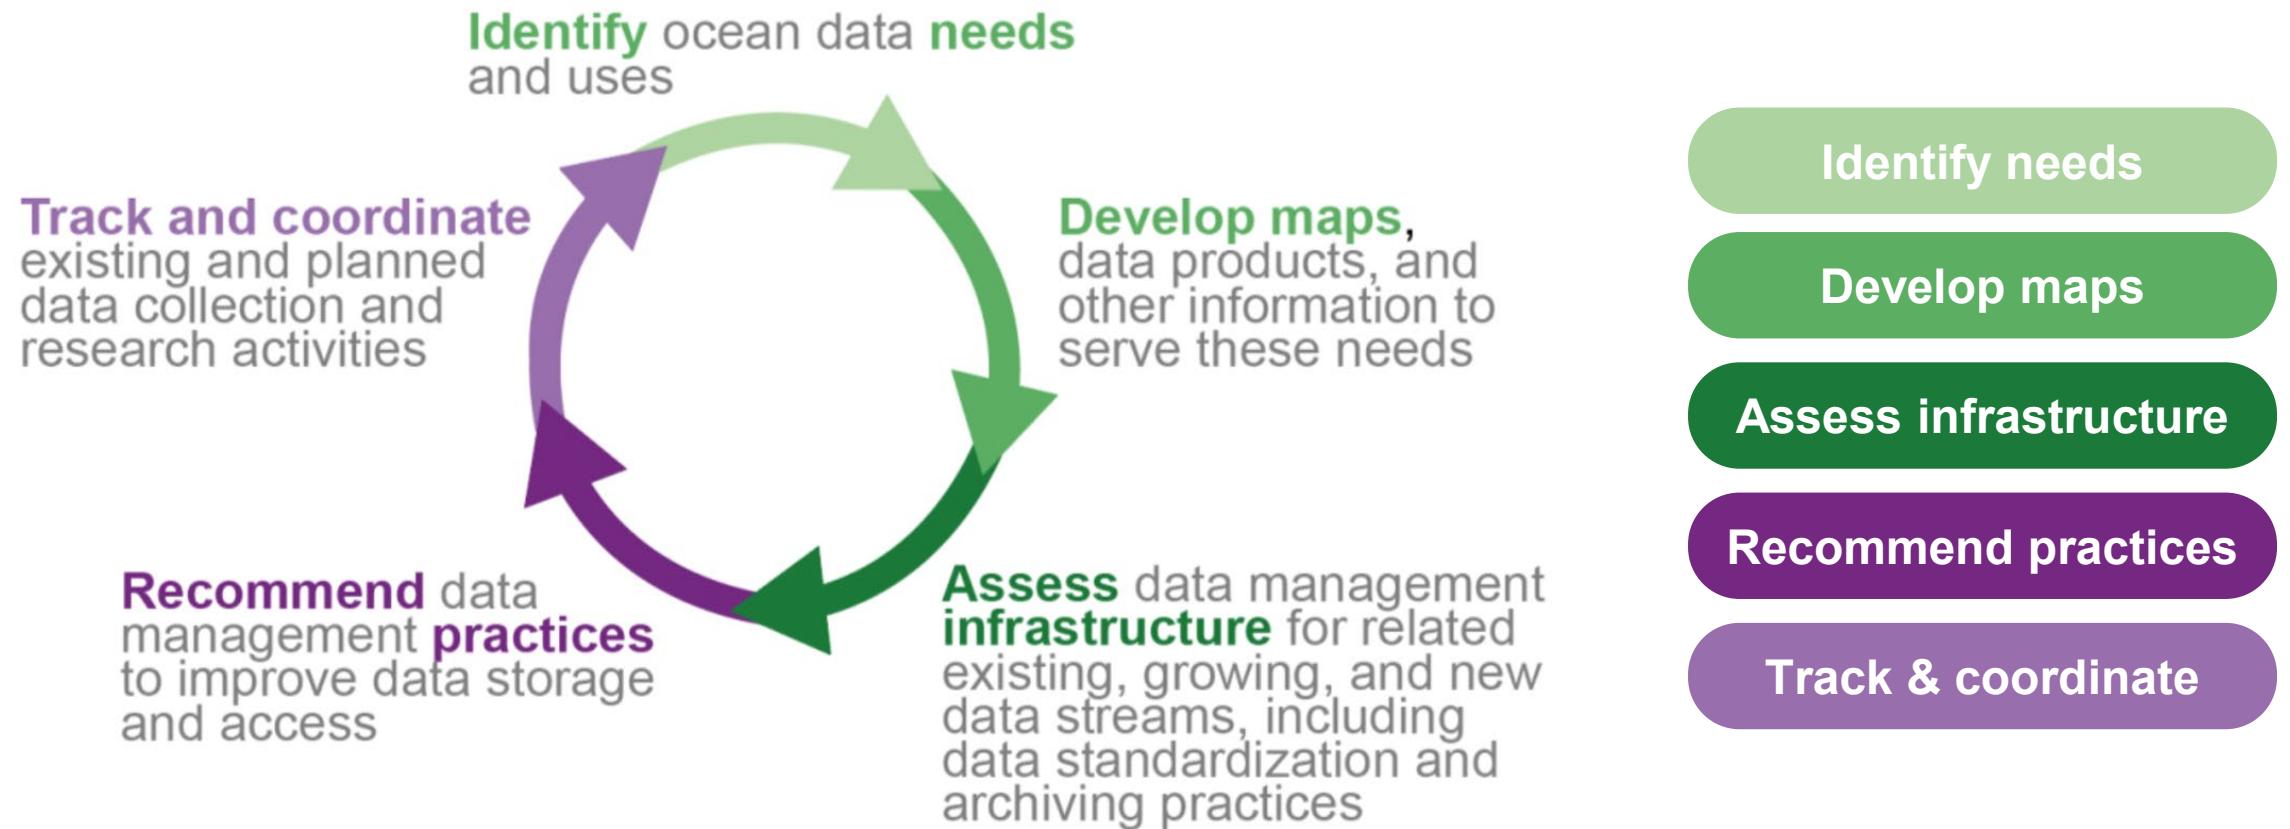 Identify ocean data needs
and uses
Develop maps,
data products, and
other information to
serve these needs
Assess data management
infrastructure for related
existing, growing, and new
data streams, including
data standardization and
archiving practices
Recommend data
management practices
to improve data storage
and access
Track and coordinate
existing and planned
data collection and
research activities
Identify needs
Develop maps
Assess infrastructure
Recommend practices
Track & coordinate